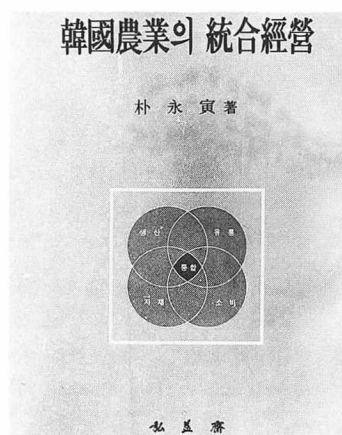 韓國農業의 統合經營
朴永寅 著
생산 유통
통합
자재 소비
弘益齋